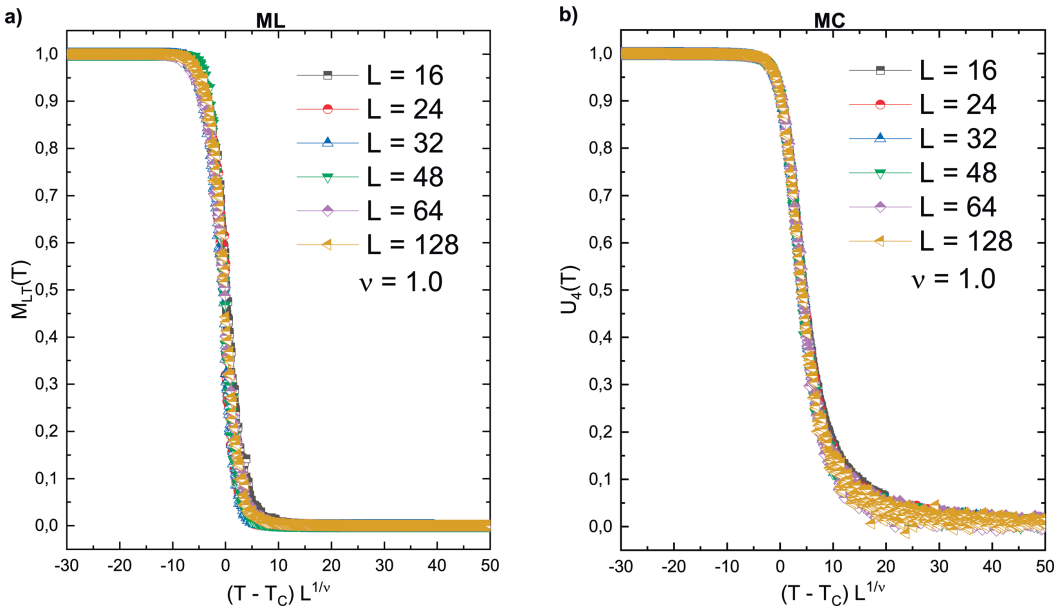 a)
ML
1,0
0,9
0,8
0,7
0,6
0,5
0,4
0,3
0,2
0,1
0,0
M_LT(T)
L = 16
L = 24
L = 32
L = 48
L = 64
L = 128
ν = 1.0
-30 -20 -10 0 10 20 30 40 50
(T - T_C) L^{1/ν}
b)
MC
1,0
0,9
0,8
0,7
0,6
0,5
0,4
0,3
0,2
0,1
0,0
U_4(T)
L = 16
L = 24
L = 32
L = 48
L = 64
L = 128
ν = 1.0
-30 -20 -10 0 10 20 30 40 50
(T - T_C) L^{1/ν}